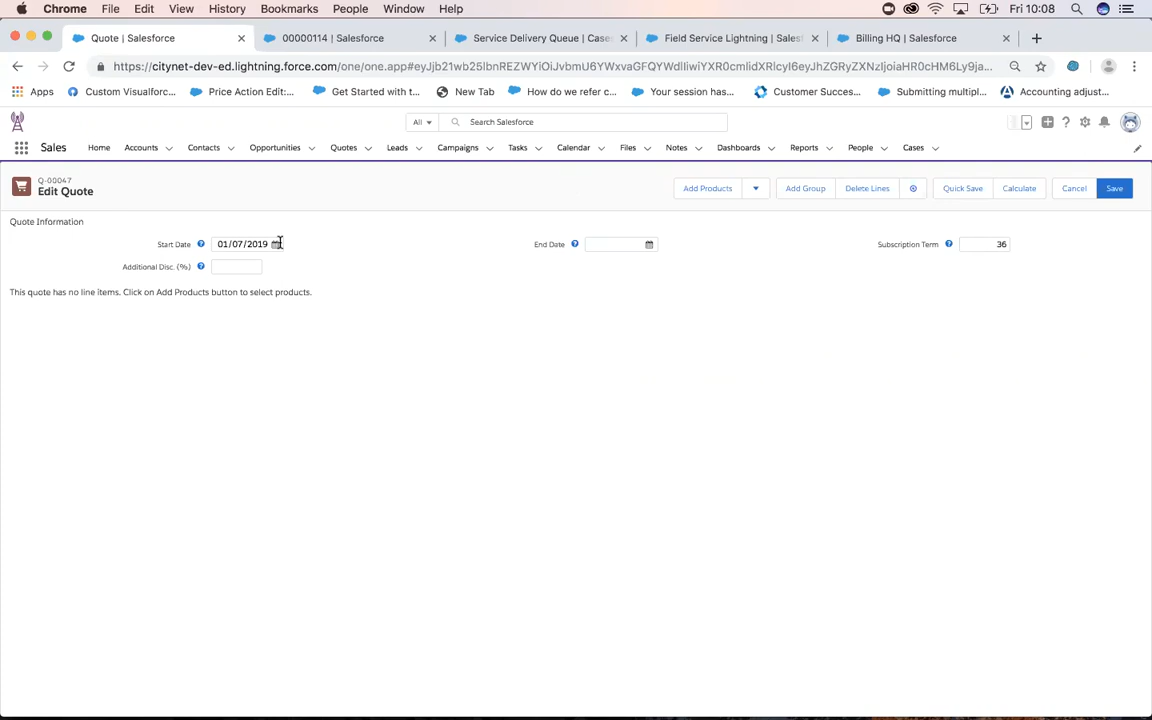 Chrome File Edit View History Bookmarks People Window Help Fri 10:08
Quote | Salesforce 00000114 | Salesforce Service Delivery Queue | Case Field Service Lightning | Salesf Billing HQ | Salesforce
https://citynet-dev-ed.lightning.force.com/one/one.app#
Apps Custom Visualforc... Price Action Edit:... Get Started with t... New Tab How do we refer c... Your session has... Customer Succes... Submitting multipl... Accounting adjust...
All Search Salesforce
Sales Home Accounts Contacts Opportunities Quotes Leads Campaigns Tasks Calendar Files Notes Dashboards Reports People Cases
Q-00047
Edit Quote Add Products Add Group Delete Lines Quick Save Calculate Cancel Save
Quote Information
Start Date 01/07/2019 End Date Subscription Term 36
Additional Disc. (%)
This quote has no line items. Click on Add Products button to select products.